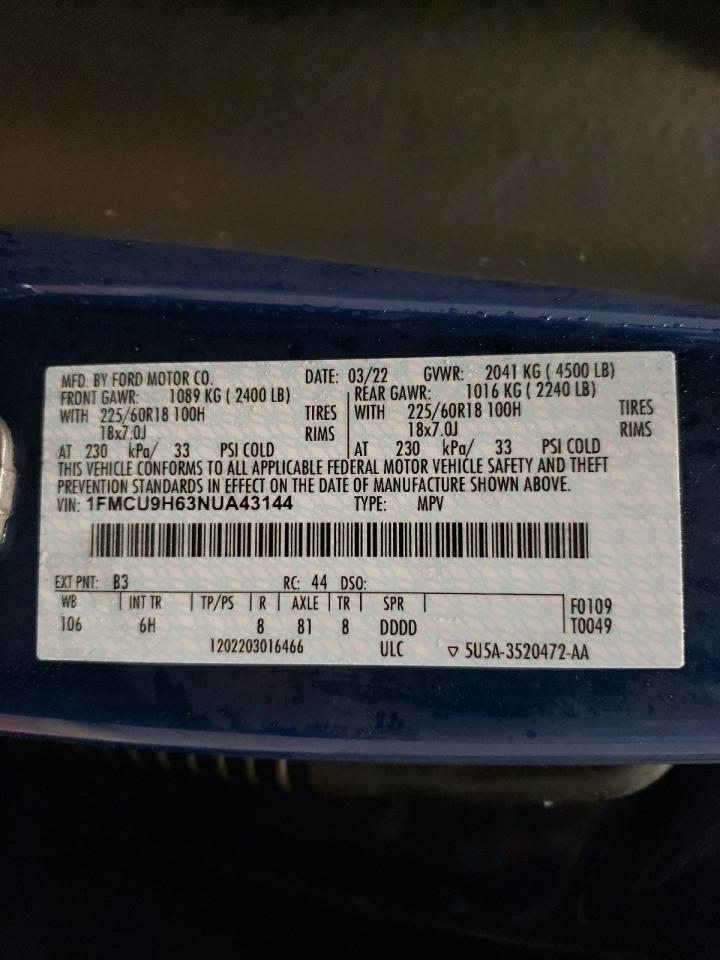 MFD. BY FORD MOTOR CO. DATE: 03/22 GVWR: 2041 KG ( 4500 LB)
FRONT GAWR: 1089 KG ( 2400 LB) REAR GAWR: 1016 KG ( 2240 LB)
WITH 225/60R18 100H TIRES WITH 225/60R18 100H TIRES
18x7.0J RIMS 18x7.0J RIMS
AT 230 kPa/ 33 PSI COLD AT 230 kPa/ 33 PSI COLD
THIS VEHICLE CONFORMS TO ALL APPLICABLE FEDERAL MOTOR VEHICLE SAFETY AND THEFT
PREVENTION STANDARDS IN EFFECT ON THE DATE OF MANUFACTURE SHOWN ABOVE.
VIN: 1FMCU9H63NUA43144 TYPE: MPV
EXT PNT: B3 RC: 44 DSO:
WB INT TR TP/PS R AXLE TR SPR F0109
106 6H 8 81 8 DDDD T0049
1202203016466 ULC ▽ 5U5A-3520472-AA